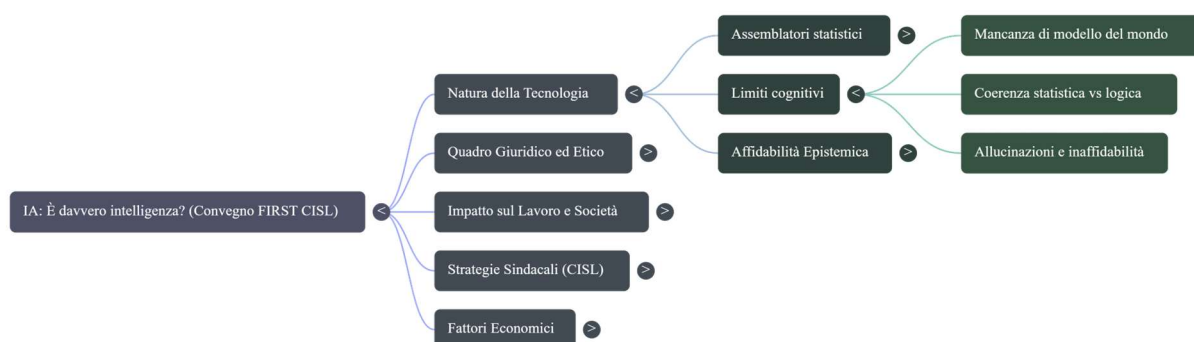 IA: È davvero intelligenza? (Convegno FIRST CISL)
<
Natura della Tecnologia
<
Assemblatori statistici
>
Limiti cognitivi
<
Mancanza di modello del mondo
Coerenza statistica vs logica
Allucinazioni e inaffidabilità
Affidabilità Epistemica
>
Quadro Giuridico ed Etico
>
Impatto sul Lavoro e Società
>
Strategie Sindacali (CISL)
>
Fattori Economici
>